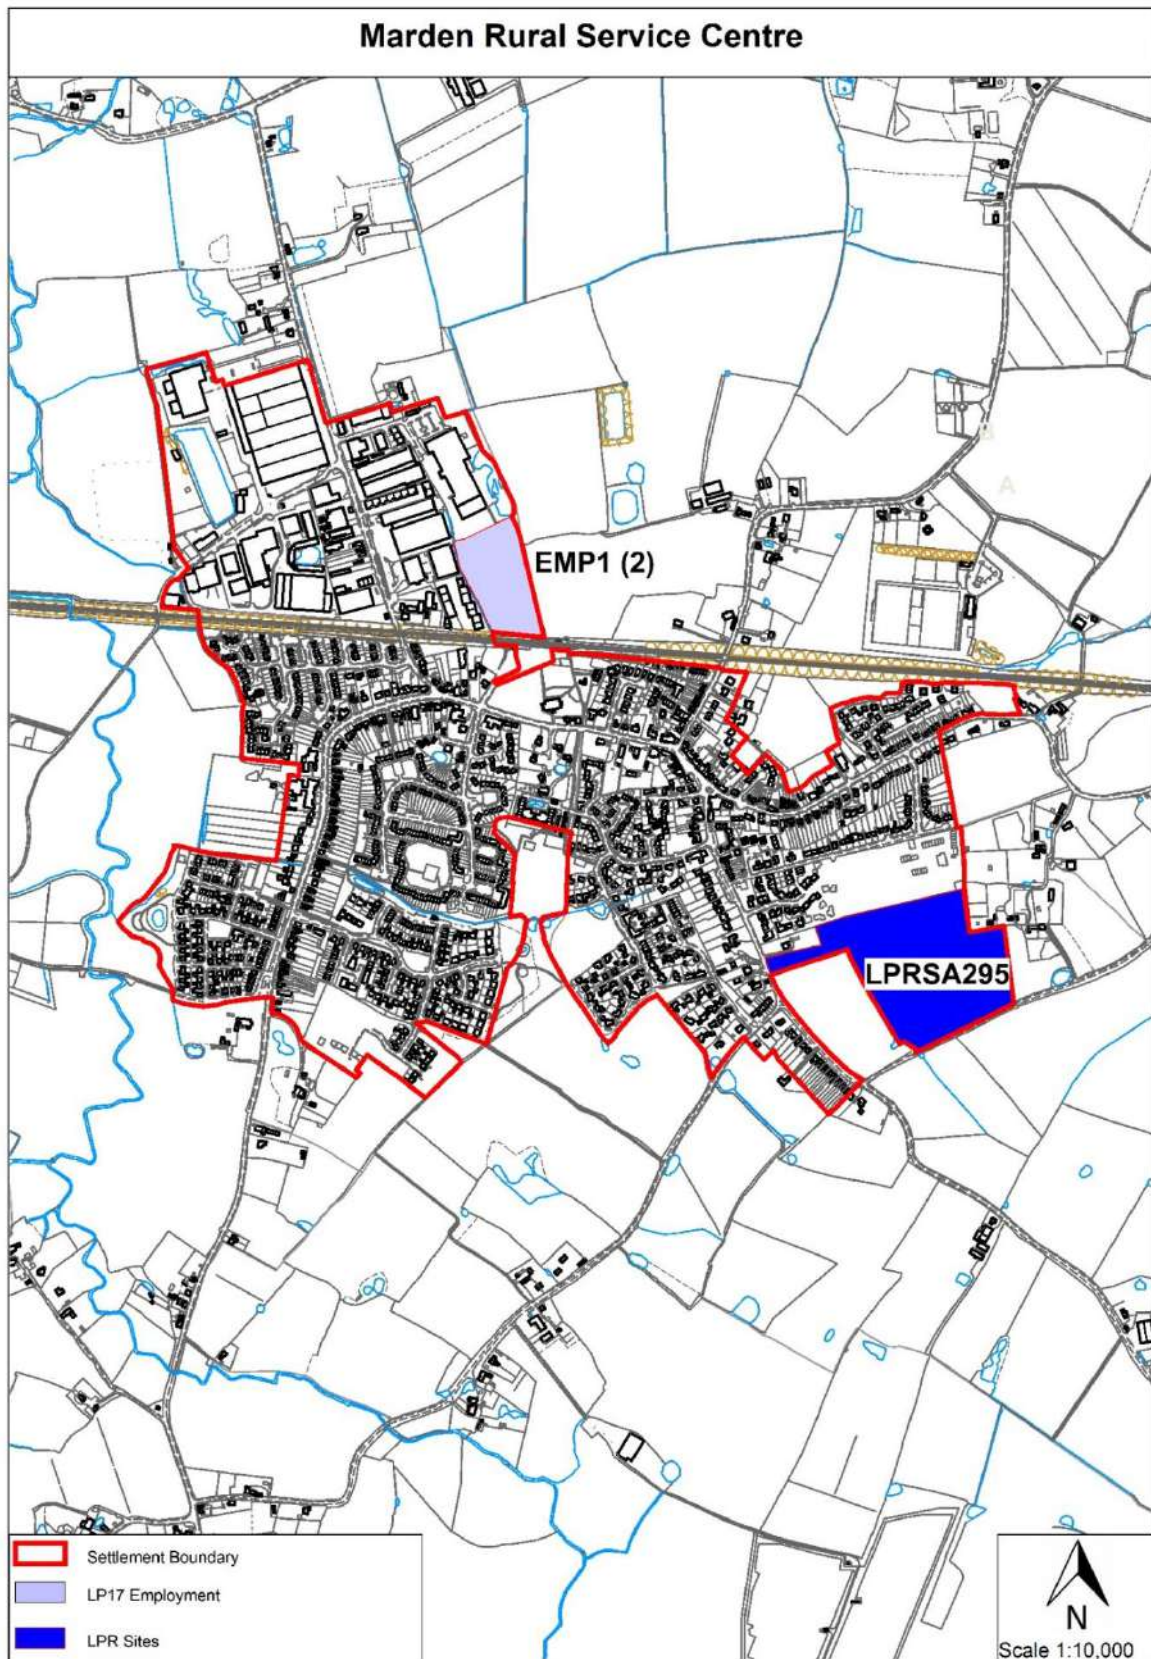 Marden Rural Service Centre
EMP1 (2)
LPRSA295
Settlement Boundary
LP17 Employment
LPR Sites
N
Scale 1:10,000